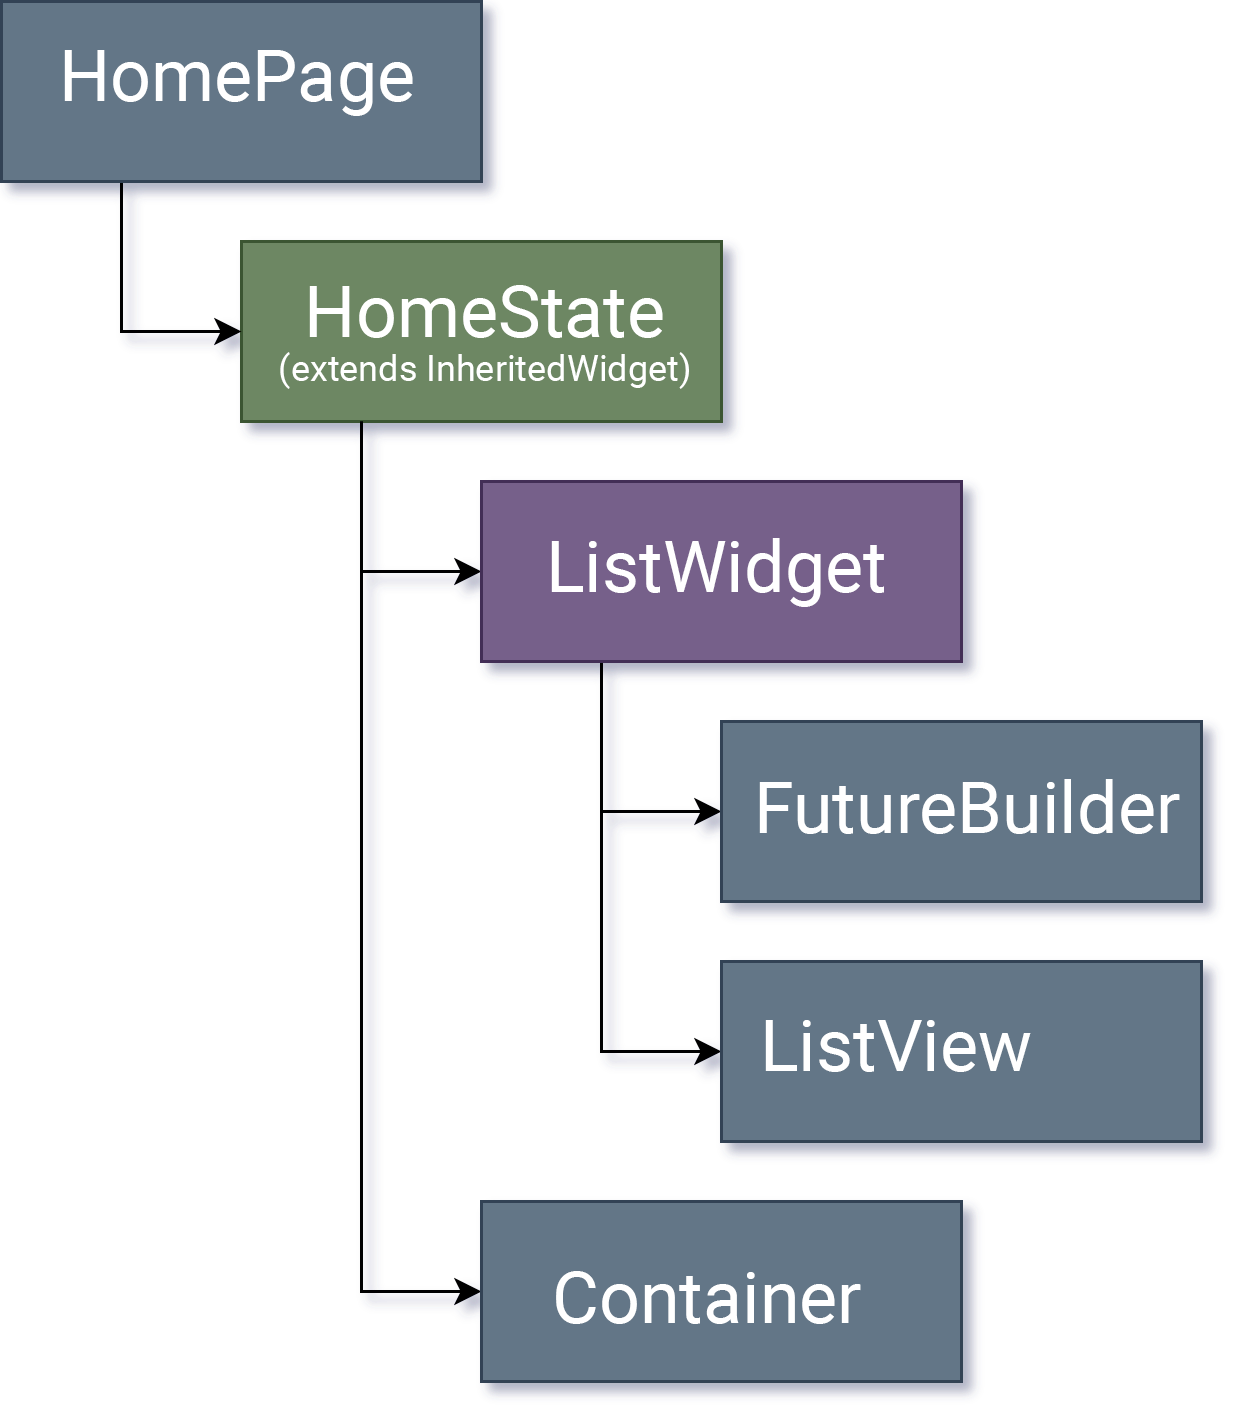 HomePage
HomeState
(extends InheritedWidget)
ListWidget
FutureBuilder
ListView
Container